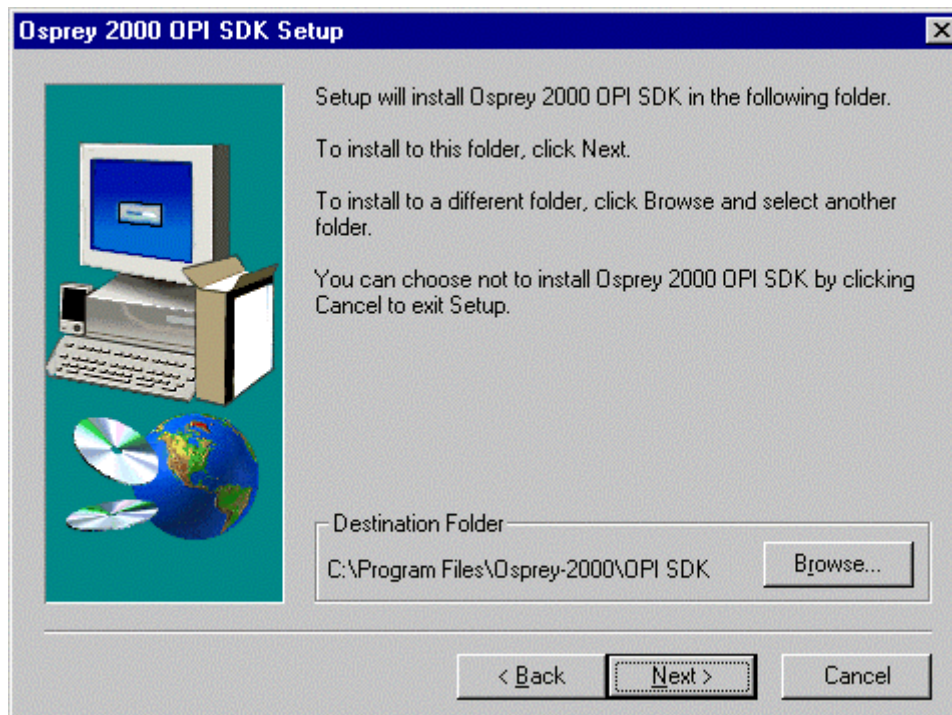 Osprey 2000 OPI SDK Setup
Setup will install Osprey 2000 OPI SDK in the following folder.
To install to this folder, click Next.
To install to a different folder, click Browse and select another
folder.
You can choose not to install Osprey 2000 OPI SDK by clicking
Cancel to exit Setup.
Destination Folder
C:\Program Files\Osprey-2000\OPI SDK
Browse...
< Back
Next >
Cancel